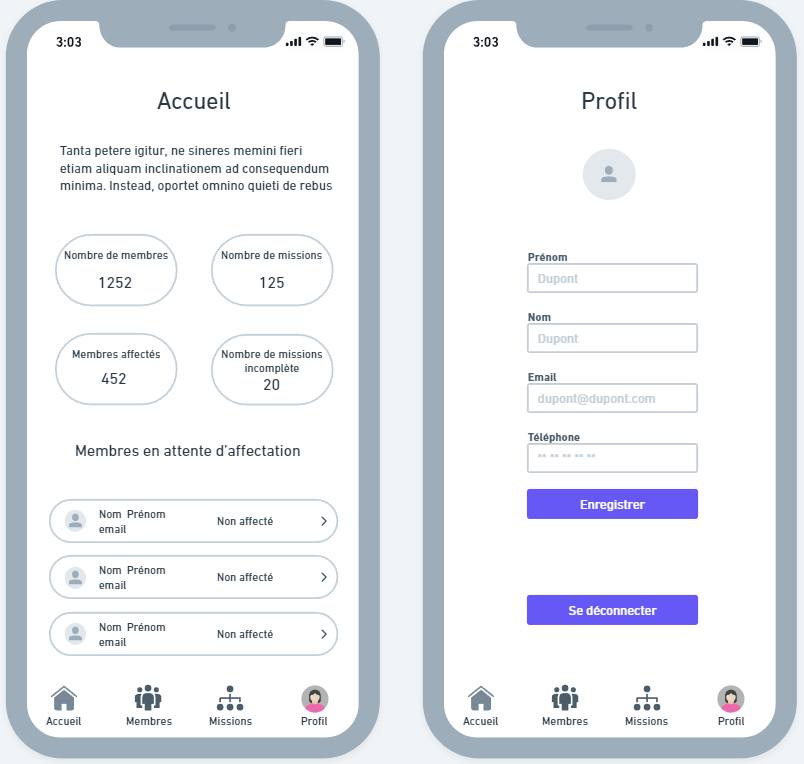 3:03
Accueil
Tanta petere igitur, ne sineres memini fieri
etiam aliquam inclinationem ad consequendum
minima. Instead, oportet omnino quieti de rebus
Nombre de membres
1252
Nombre de missions
125
Membres affectés
452
Nombre de missions
incomplète
20
Membres en attente d'affectation
Nom Prénom
email
Non affecté
Nom Prénom
email
Non affecté
Nom Prénom
email
Non affecté
Accueil
Membres
Missions
Profil
3:03
Profil
Prénom
Dupont
Nom
Dupont
Email
dupont@dupont.com
Téléphone
-- -- -- -- --
Enregistrer
Se déconnecter
Accueil
Membres
Missions
Profil